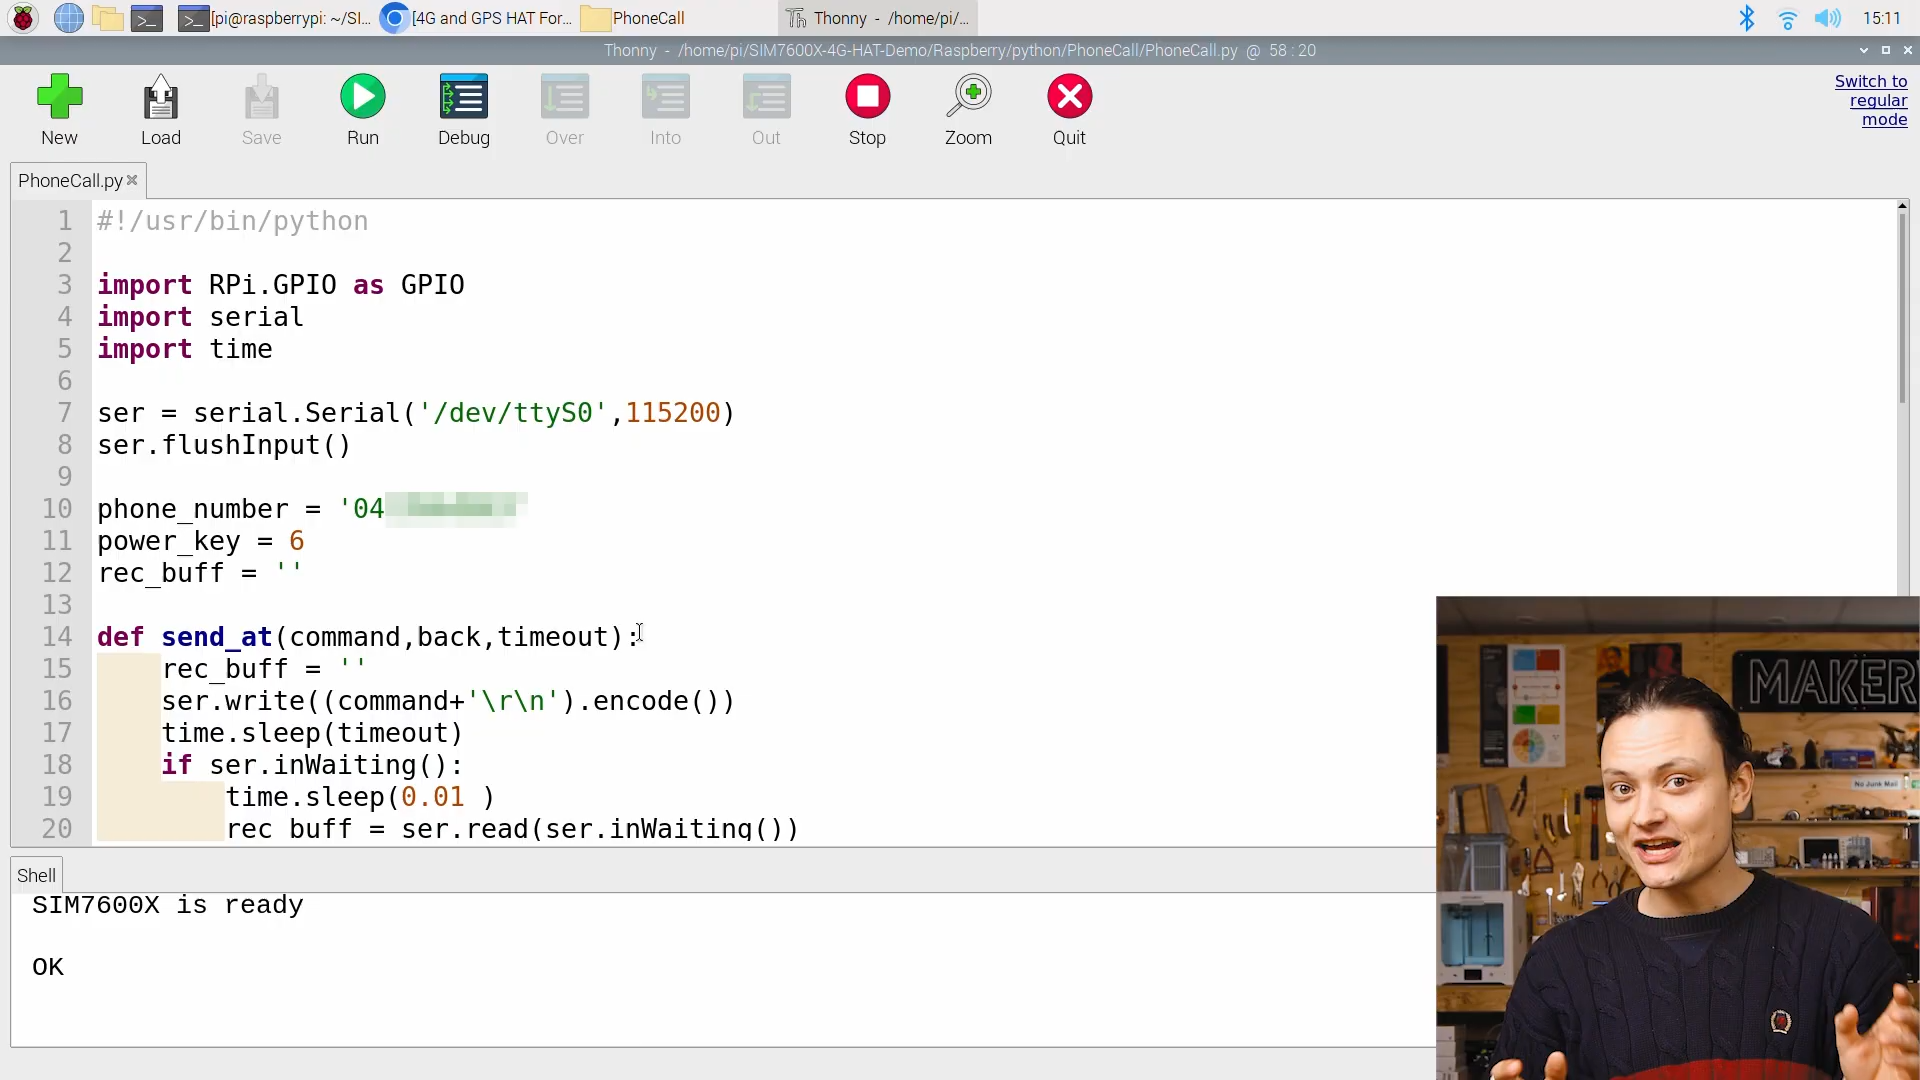 [pi@raspberrypi: ~/SI... [4G and GPS HAT For... PhoneCall Thonny - /home/pi/... 15:11
Thonny - /home/pi/SIM7600X-4G-HAT-Demo/Raspberry/python/PhoneCall/PhoneCall.py @ 58 : 20
New Load Save Run Debug Over Into Out Stop Zoom Quit
Switch to
regular
mode
PhoneCall.py
1 #!/usr/bin/python
2
3 import RPi.GPIO as GPIO
4 import serial
5 import time
6
7 ser = serial.Serial('/dev/ttyS0',115200)
8 ser.flushInput()
9
10 phone_number = '04
11 power_key = 6
12 rec_buff = ''
13
14 def send_at(command,back,timeout):
15 rec_buff = ''
16 ser.write((command+'\r\n').encode())
17 time.sleep(timeout)
18 if ser.inWaiting():
19 time.sleep(0.01 )
20 rec_buff = ser.read(ser.inWaiting())
Shell
SIM7600X is ready
OK
MAKER
No Junk Mail